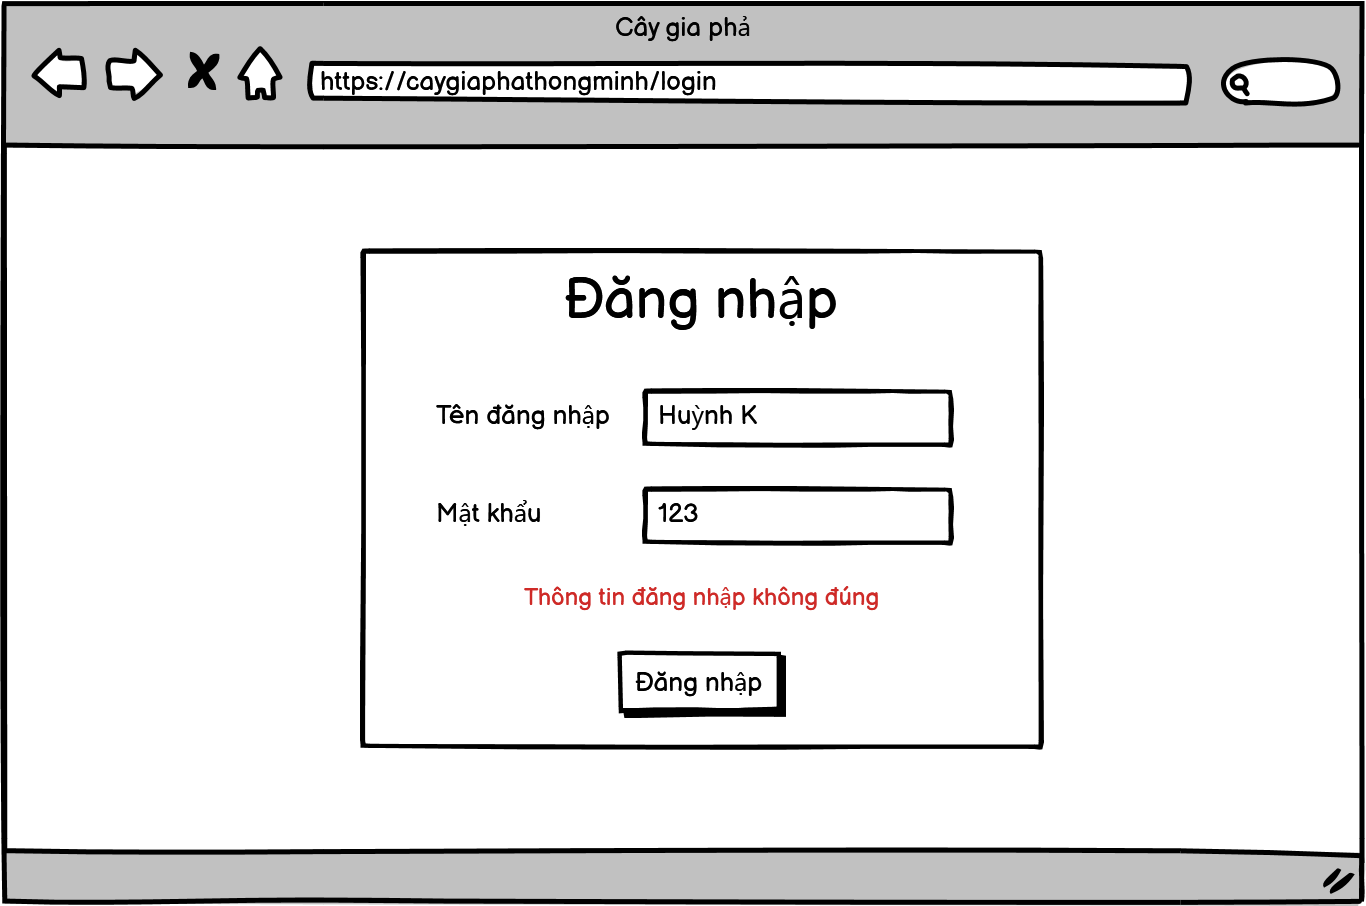 Cây gia phả
https://caygiaphathongminh/login
Đăng nhập
Tên đăng nhập
Huỳnh K
Mật khẩu
123
Thông tin đăng nhập không đúng
Đăng nhập